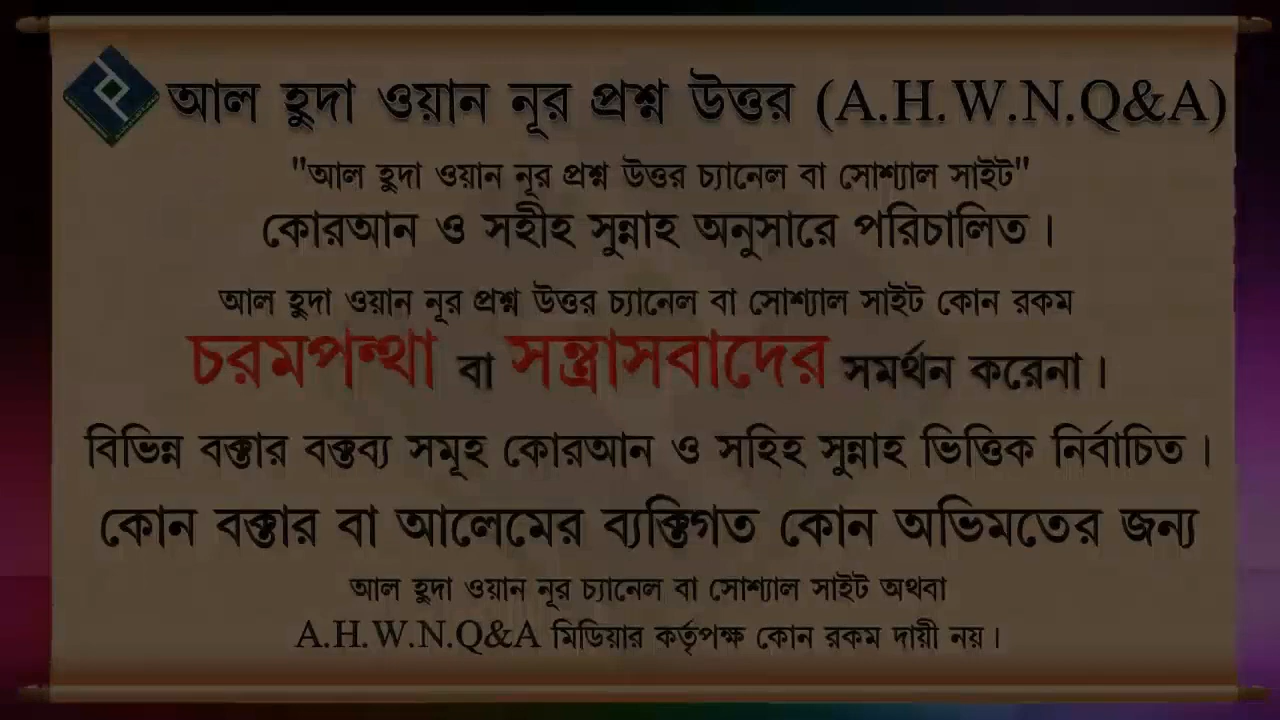 আল হুদা ওয়ান নূর প্রশ্ন উত্তর (A.H.W.N.Q&A)
"আল হুদা ওয়ান নূর প্রশ্ন উত্তর চ্যানেল বা সোশ্যাল সাইট"
কোরআন ও সহীহ সুন্নাহ অনুসারে পরিচালিত।
আল হুদা ওয়ান নূর প্রশ্ন উত্তর চ্যানেল বা সোশ্যাল সাইট কোন রকম
চরমপন্থা বা সন্ত্রাসবাদের সমর্থন করেনা।
বিভিন্ন বক্তার বক্তব্য সমূহ কোরআন ও সহিহ সুন্নাহ ভিত্তিক নির্বাচিত।
কোন বক্তার বা আলেমের ব্যক্তিগত কোন অভিমতের জন্য
আল হুদা ওয়ান নূর চ্যানেল বা সোশ্যাল সাইট অথবা
A.H.W.N.Q&A মিডিয়ার কর্তৃপক্ষ কোন রকম দায়ী নয়।